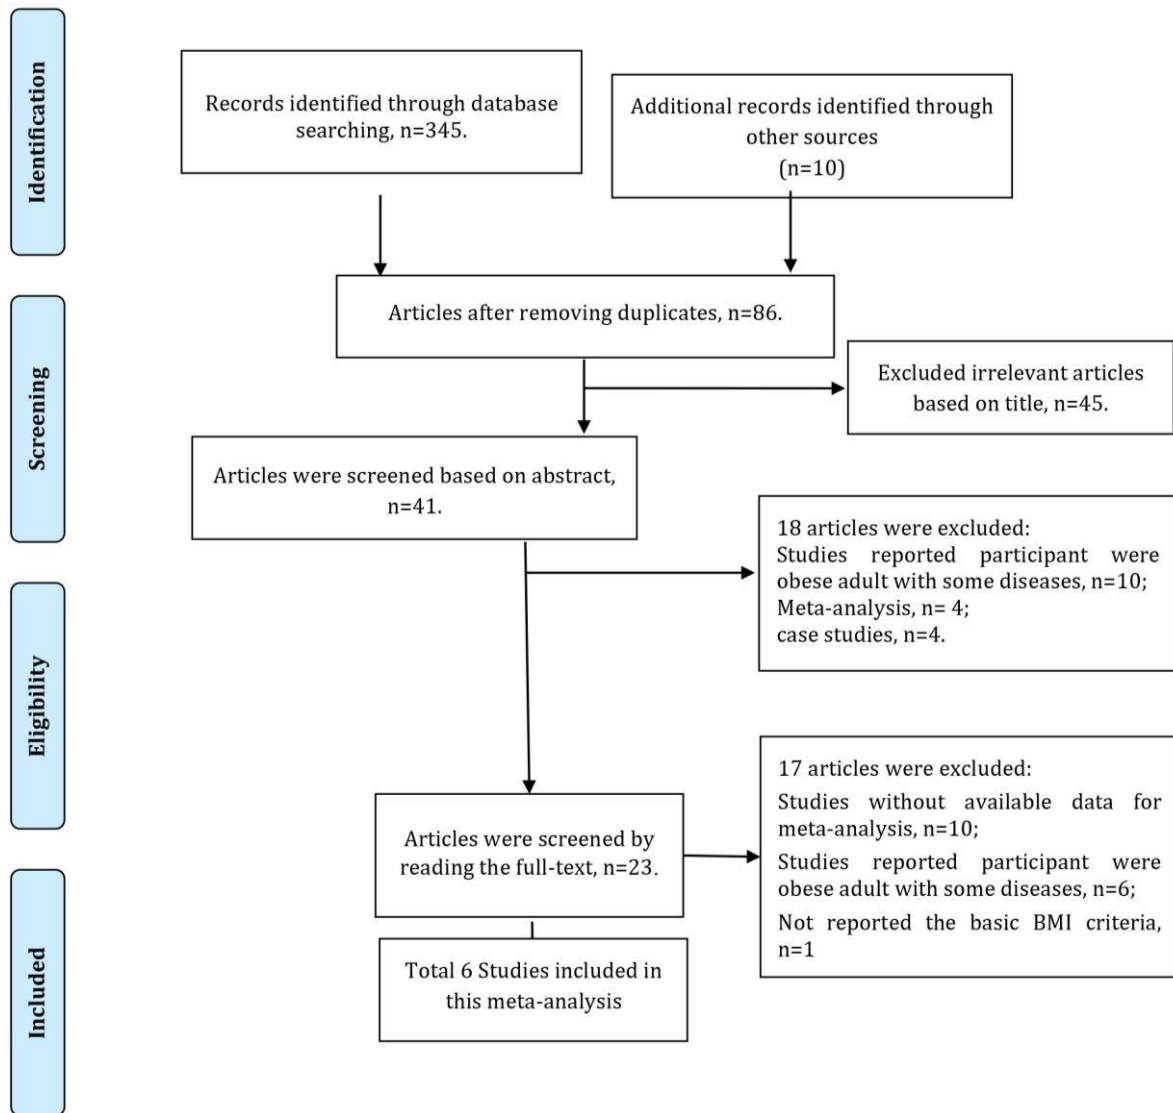 Identification
Records identified through database
searching, n=345.
Additional records identified through
other sources
(n=10)
Articles after removing duplicates, n=86.
Screening
Excluded irrelevant articles
based on title, n=45.
Articles were screened based on abstract,
n=41.
18 articles were excluded:
Studies reported participant were
obese adult with some diseases, n=10;
Meta-analysis, n= 4;
case studies, n=4.
Eligibility
Articles were screened by
reading the full-text, n=23.
17 articles were excluded:
Studies without available data for
meta-analysis, n=10;
Studies reported participant were
obese adult with some diseases, n=6;
Not reported the basic BMI criteria,
n=1
Included
Total 6 Studies included in
this meta-analysis